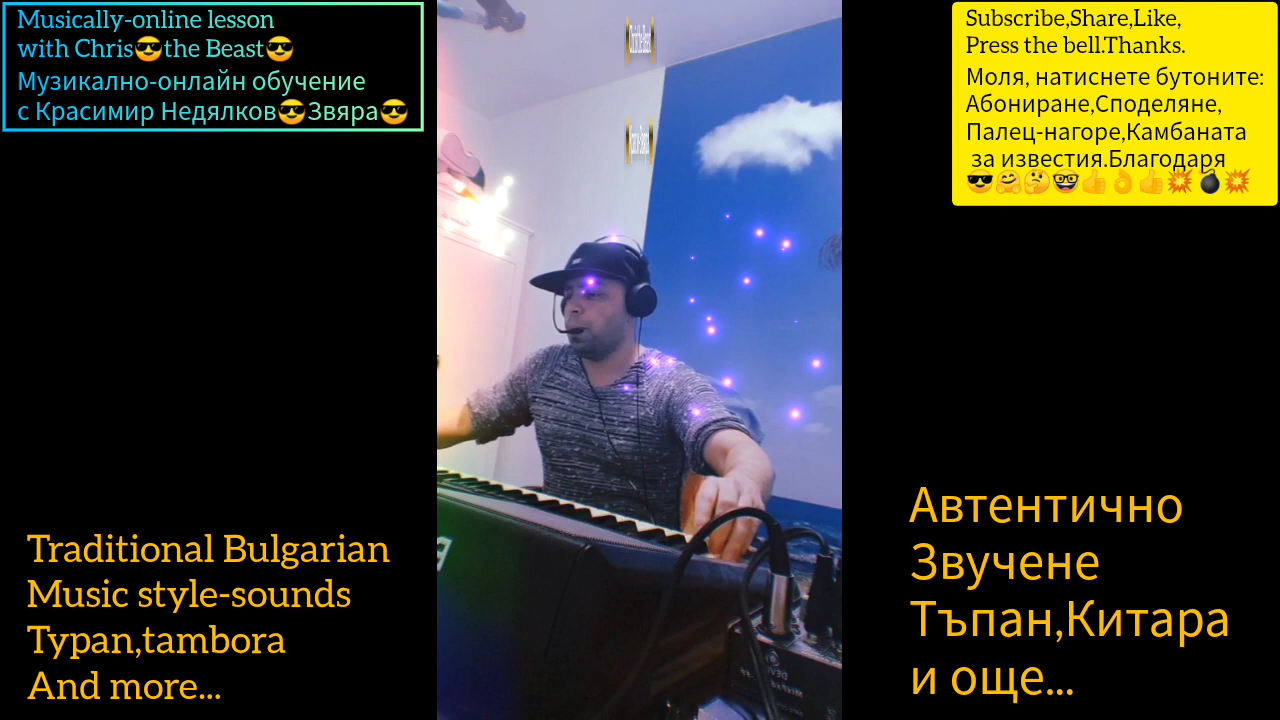 Musically-online lesson
with Chris😎the Beast😎
Музикално-онлайн обучение
с Красимир Недялков😎Звяра😎
Subscribe,Share,Like,
Press the bell.Thanks.
Моля, натиснете бутоните:
Абониране,Споделяне,
Палец-нагоре,Камбаната
за известия.Благодаря
😎🤗🤔🤓👍👌👍💥💣💥
Traditional Bulgarian
Music style-sounds
Typan,tambora
And more...
Автентично
Звучене
Тъпан,Китара
и още...